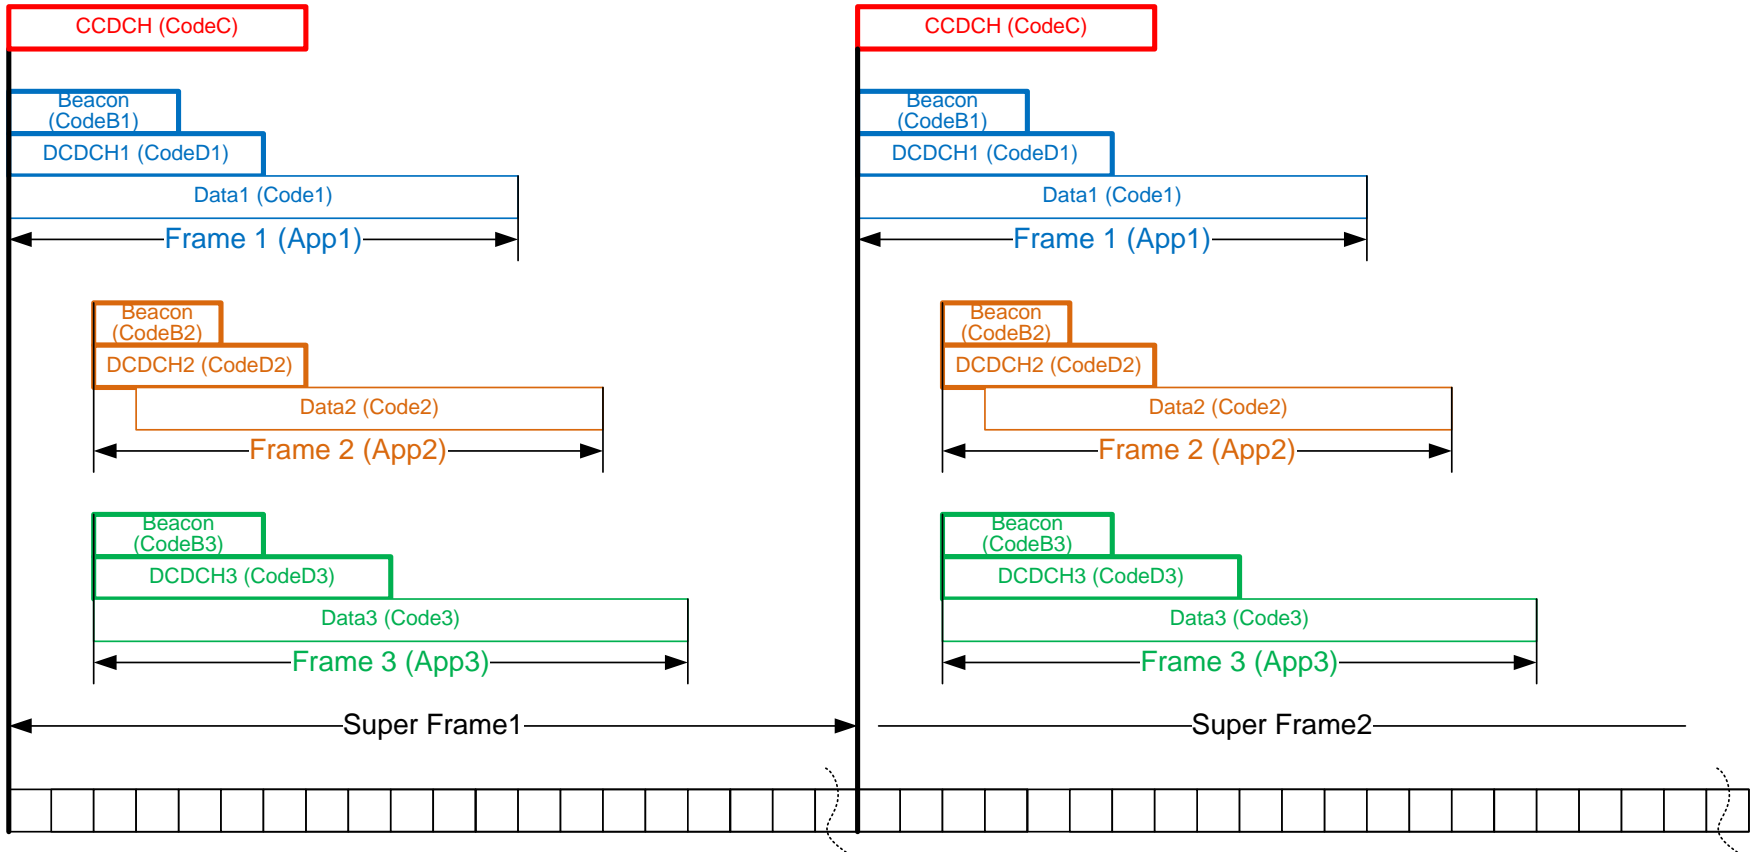 CCDCH (CodeC)
CCDCH (CodeC)
Beacon
(CodeB1)
Beacon
(CodeB1)
DCDCH1 (CodeD1)
DCDCH1 (CodeD1)
Data1 (Code1)
Data1 (Code1)
Frame 1 (App1)
Frame 1 (App1)
Beacon
(CodeB2)
Beacon
(CodeB2)
DCDCH2 (CodeD2)
DCDCH2 (CodeD2)
Data2 (Code2)
Data2 (Code2)
Frame 2 (App2)
Frame 2 (App2)
Beacon
(CodeB3)
Beacon
(CodeB3)
DCDCH3 (CodeD3)
DCDCH3 (CodeD3)
Data3 (Code3)
Data3 (Code3)
Frame 3 (App3)
Frame 3 (App3)
Super Frame1
Super Frame2